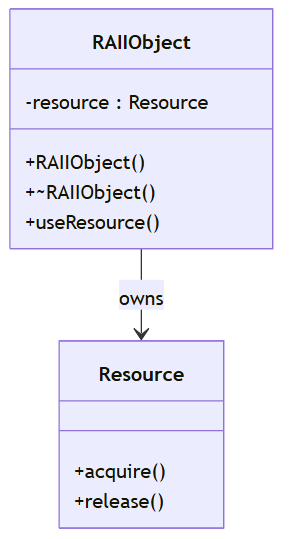 RAIIObject
-resource : Resource
+RAIIObject()
+~RAIIObject()
+useResource()
owns
Resource
+acquire()
+release()